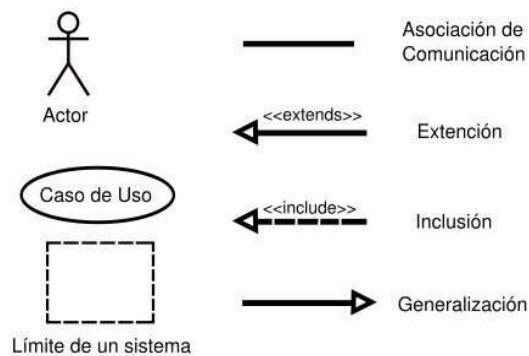 Actor
Asociación de
Comunicación
<<extends>>
Extención
Caso de Uso
<<include>>
Inclusión
Límite de un sistema
Generalización